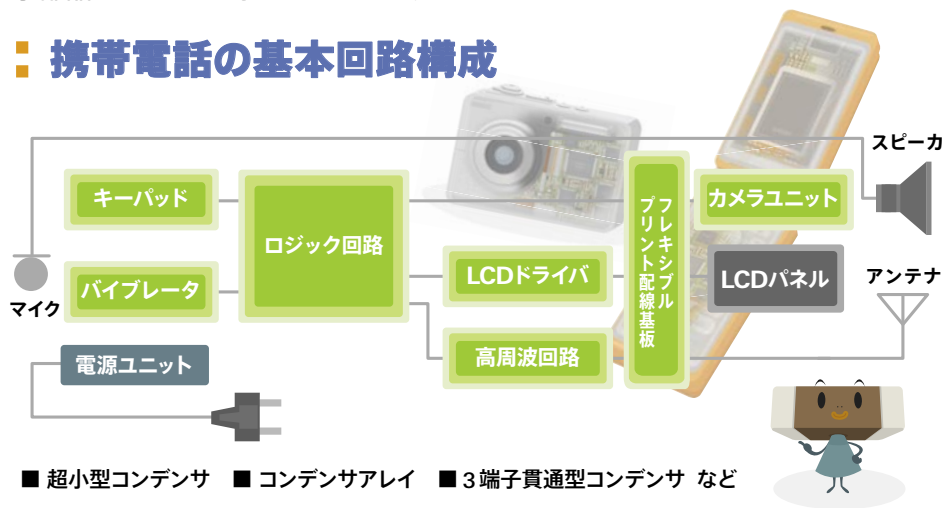 携帯電話の基本回路構成
スピーカ
キーパッド
ロジック回路
フレキシブル
プリント配線基板
カメラユニット
マイク
バイブレータ
LCDドライバ
LCDパネル
アンテナ
電源ユニット
高周波回路
■ 超小型コンデンサ ■ コンデンサアレイ ■ 3端子貫通型コンデンサ など